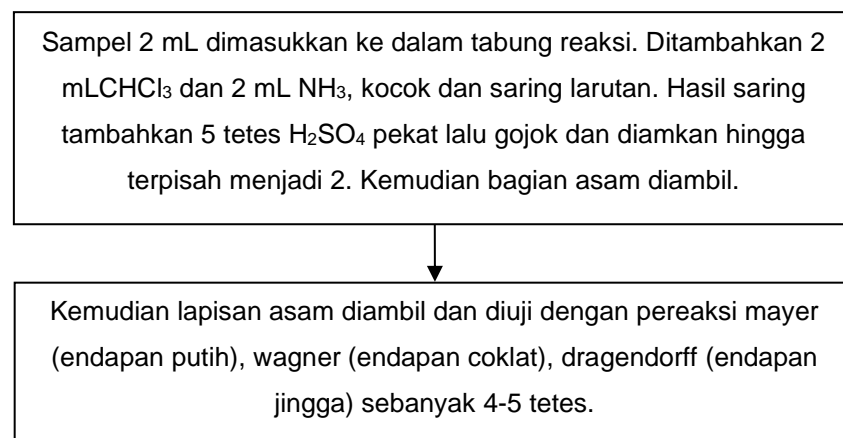 Sampel 2 mL dimasukkan ke dalam tabung reaksi. Ditambahkan 2
mLCHCl₃ dan 2 mL NH₃, kocok dan saring larutan. Hasil saring
tambahkan 5 tetes H₂SO₄ pekat lalu gojok dan diamkan hingga
terpisah menjadi 2. Kemudian bagian asam diambil.
Kemudian lapisan asam diambil dan diuji dengan pereaksi mayer
(endapan putih), wagner (endapan coklat), dragendorff (endapan
jingga) sebanyak 4-5 tetes.